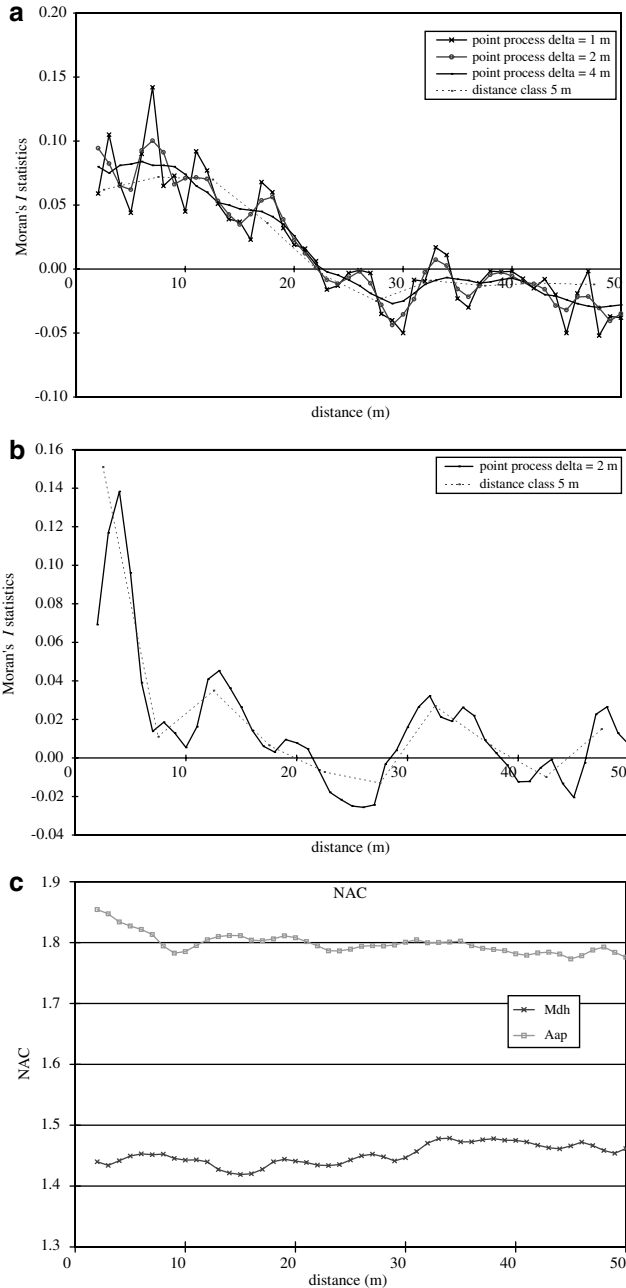 a
0.20
0.15
0.10
0.05
0.00
-0.05
-0.10
Moran's I statistics
0
10
20
30
40
50
distance (m)
point process delta = 1 m
point process delta = 2 m
point process delta = 4 m
distance class 5 m
b
0.16
0.14
0.12
0.10
0.08
0.06
0.04
0.02
0.00
-0.02
-0.04
Moran's I statistics
0
10
20
30
40
50
distance (m)
point process delta = 2 m
distance class 5 m
c
NAC
1.9
1.8
1.7
1.6
1.5
1.4
1.3
NAC
Mdh
Aap
0
10
20
30
40
50
distance (m)